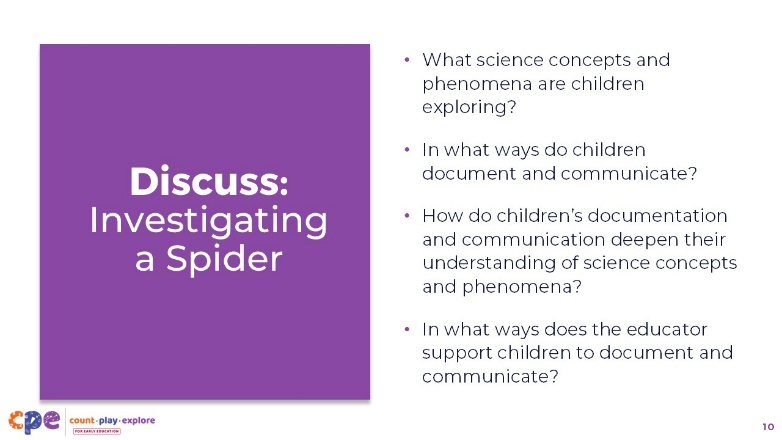 Discuss:
Investigating
a Spider
• What science concepts and
phenomena are children
exploring?
• In what ways do children
document and communicate?
• How do children’s documentation
and communication deepen their
understanding of science concepts
and phenomena?
• In what ways does the educator
support children to document and
communicate?
cpe
count·play·explore
FOR EARLY EDUCATION
10